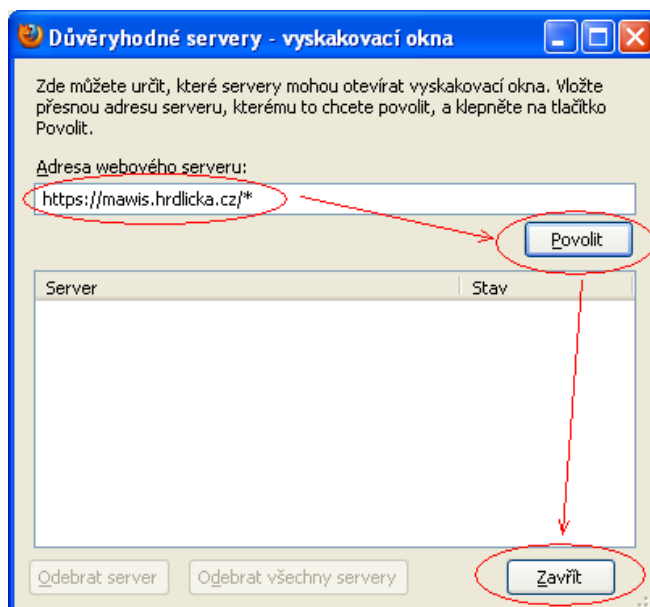 Důvěryhodné servery - vyskakovací okna
Zde můžete určit, které servery mohou otevírat vyskakovací okna. Vložte
přesnou adresu serveru, kterému to chcete povolit, a klepněte na tlačítko
Povolit.
Adresa webového serveru:
https://mawis.hrdlicka.cz/*
Povolit
Server Stav
Odebrat server Odebrat všechny servery Zavřít